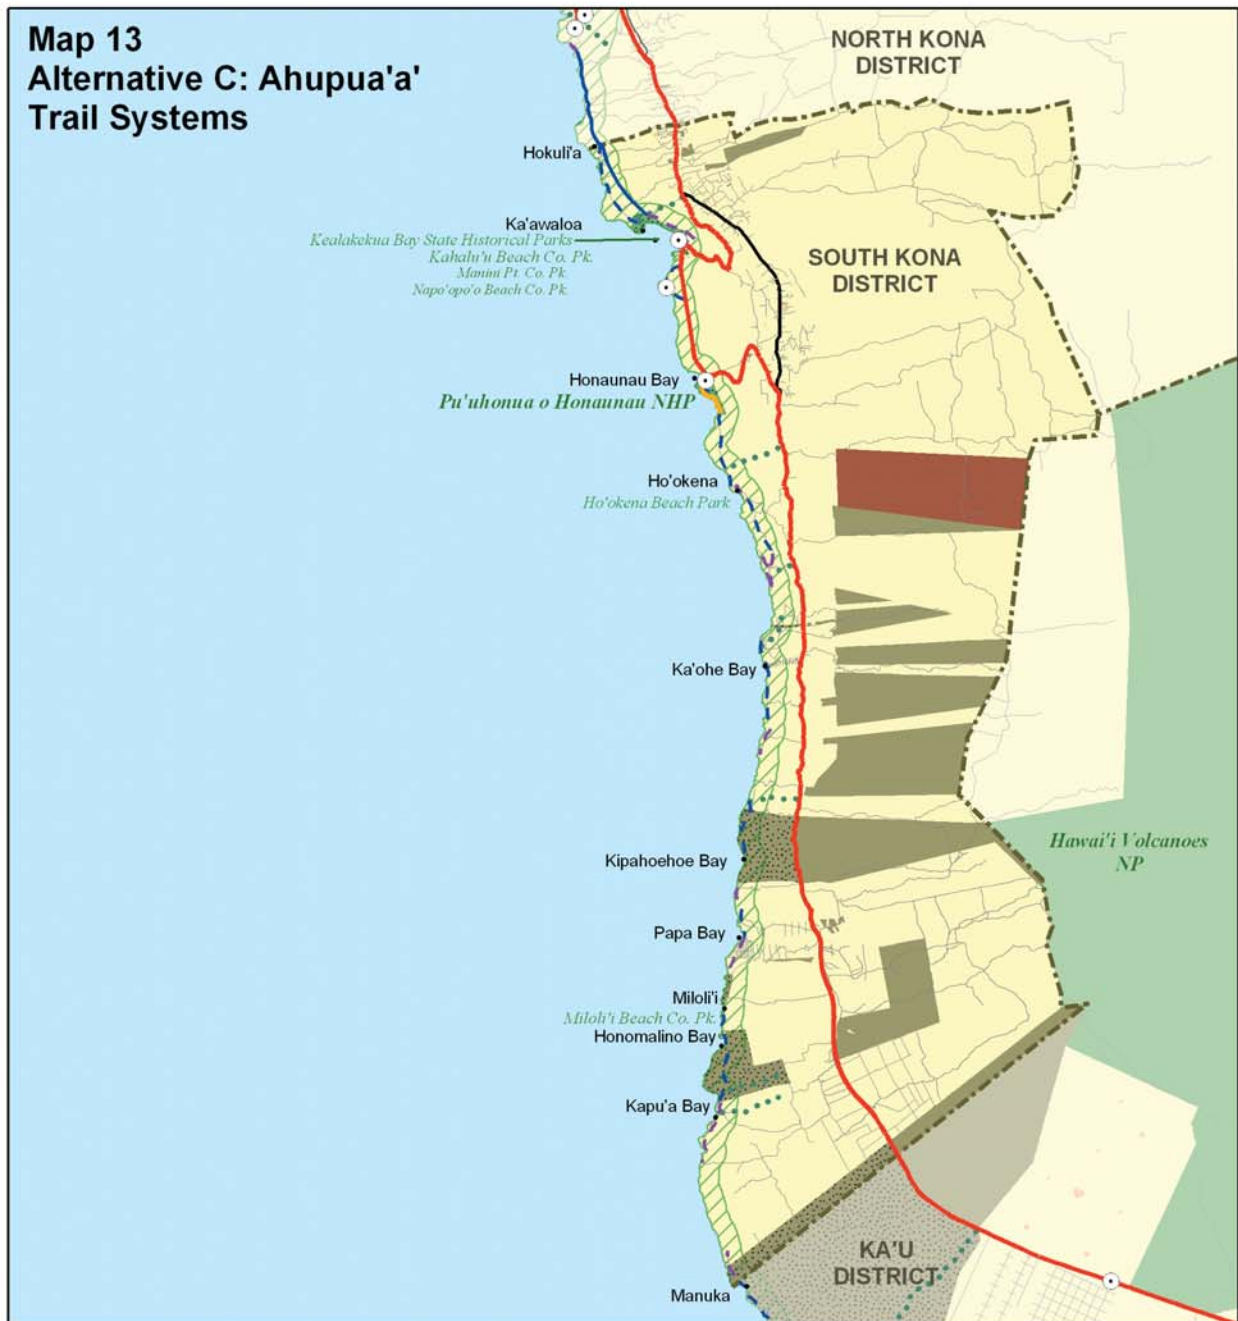 Map 13
Alternative C: Ahupua'a'
Trail Systems
NORTH KONA
DISTRICT
Hokuli'a
Ka'awaloa
Kealakekua Bay State Historical Parks
Kahalu'u Beach Co. Pk.
Manini Pt. Co. Pk.
Napo'opo'o Beach Co. Pk.
SOUTH KONA
DISTRICT
Honaunau Bay
Pu'uhonua o Honaunau NHP
Ho'okena
Ho'okena Beach Park
Ka'ohe Bay
Kipahoehoe Bay
Hawai'i Volcanoes
NP
Papa Bay
Miloli'i
Miloli'i Beach Co. Pk.
Honomalino Bay
Kapu'a Bay
KA'U
DISTRICT
Manuka